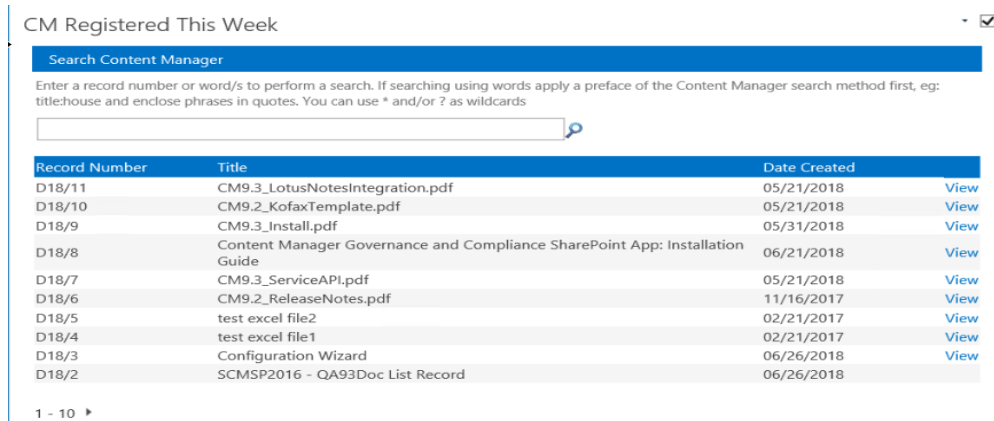 CM Registered This Week
Search Content Manager
Enter a record number or word/s to perform a search. If searching using words apply a preface of the Content Manager search method first, eg:
title:house and enclose phrases in quotes. You can use * and/or ? as wildcards
Record Number Title Date Created
D18/11 CM9.3_LotusNotesIntegration.pdf 05/21/2018 View
D18/10 CM9.2_KofaxTemplate.pdf 05/21/2018 View
D18/9 CM9.3_Install.pdf 05/31/2018 View
D18/8 Content Manager Governance and Compliance SharePoint App: Installation Guide 06/21/2018 View
D18/7 CM9.3_ServiceAPI.pdf 05/21/2018 View
D18/6 CM9.2_ReleaseNotes.pdf 11/16/2017 View
D18/5 test excel file2 02/21/2017 View
D18/4 test excel file1 02/21/2017 View
D18/3 Configuration Wizard 06/26/2018 View
D18/2 SCMSP2016 - QA93Doc List Record 06/26/2018
1 - 10